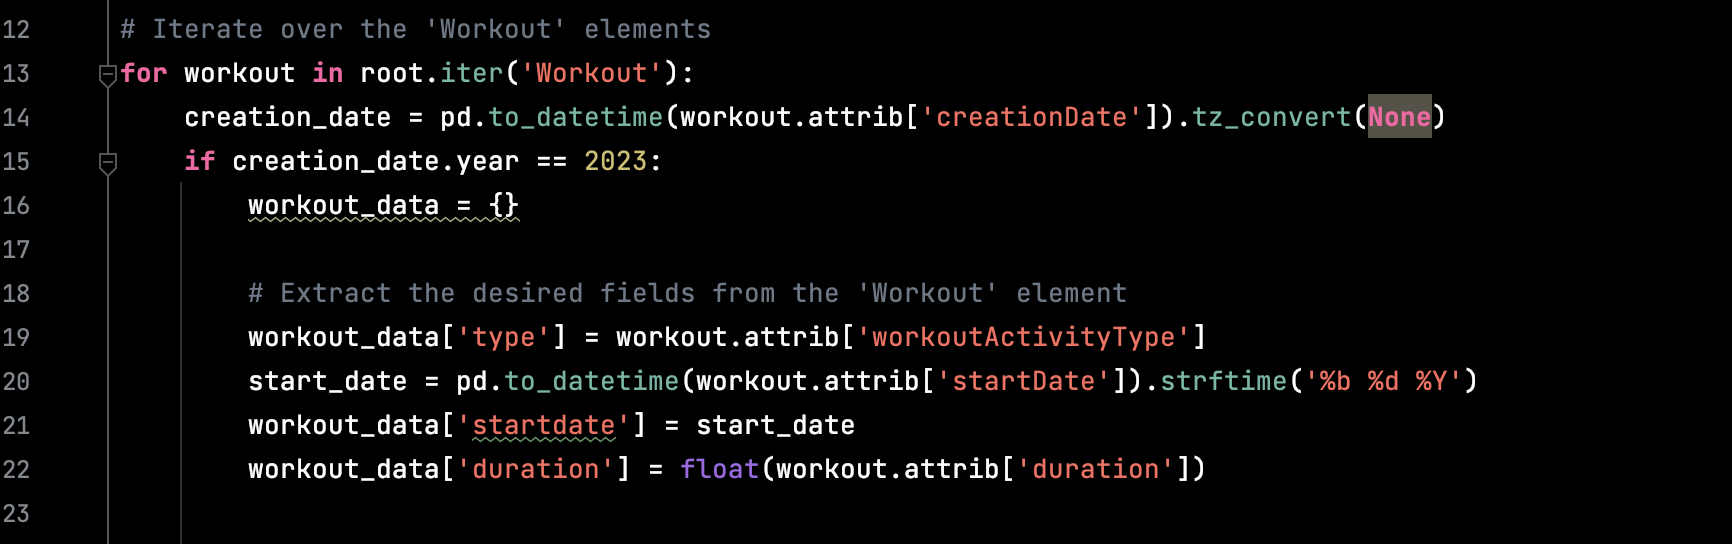 12 # Iterate over the 'Workout' elements
13 for workout in root.iter('Workout'):
14 creation_date = pd.to_datetime(workout.attrib['creationDate']).tz_convert(None)
15 if creation_date.year == 2023:
16 workout_data = {}
17
18 # Extract the desired fields from the 'Workout' element
19 workout_data['type'] = workout.attrib['workoutActivityType']
20 start_date = pd.to_datetime(workout.attrib['startDate']).strftime('%b %d %Y')
21 workout_data['startdate'] = start_date
22 workout_data['duration'] = float(workout.attrib['duration'])
23